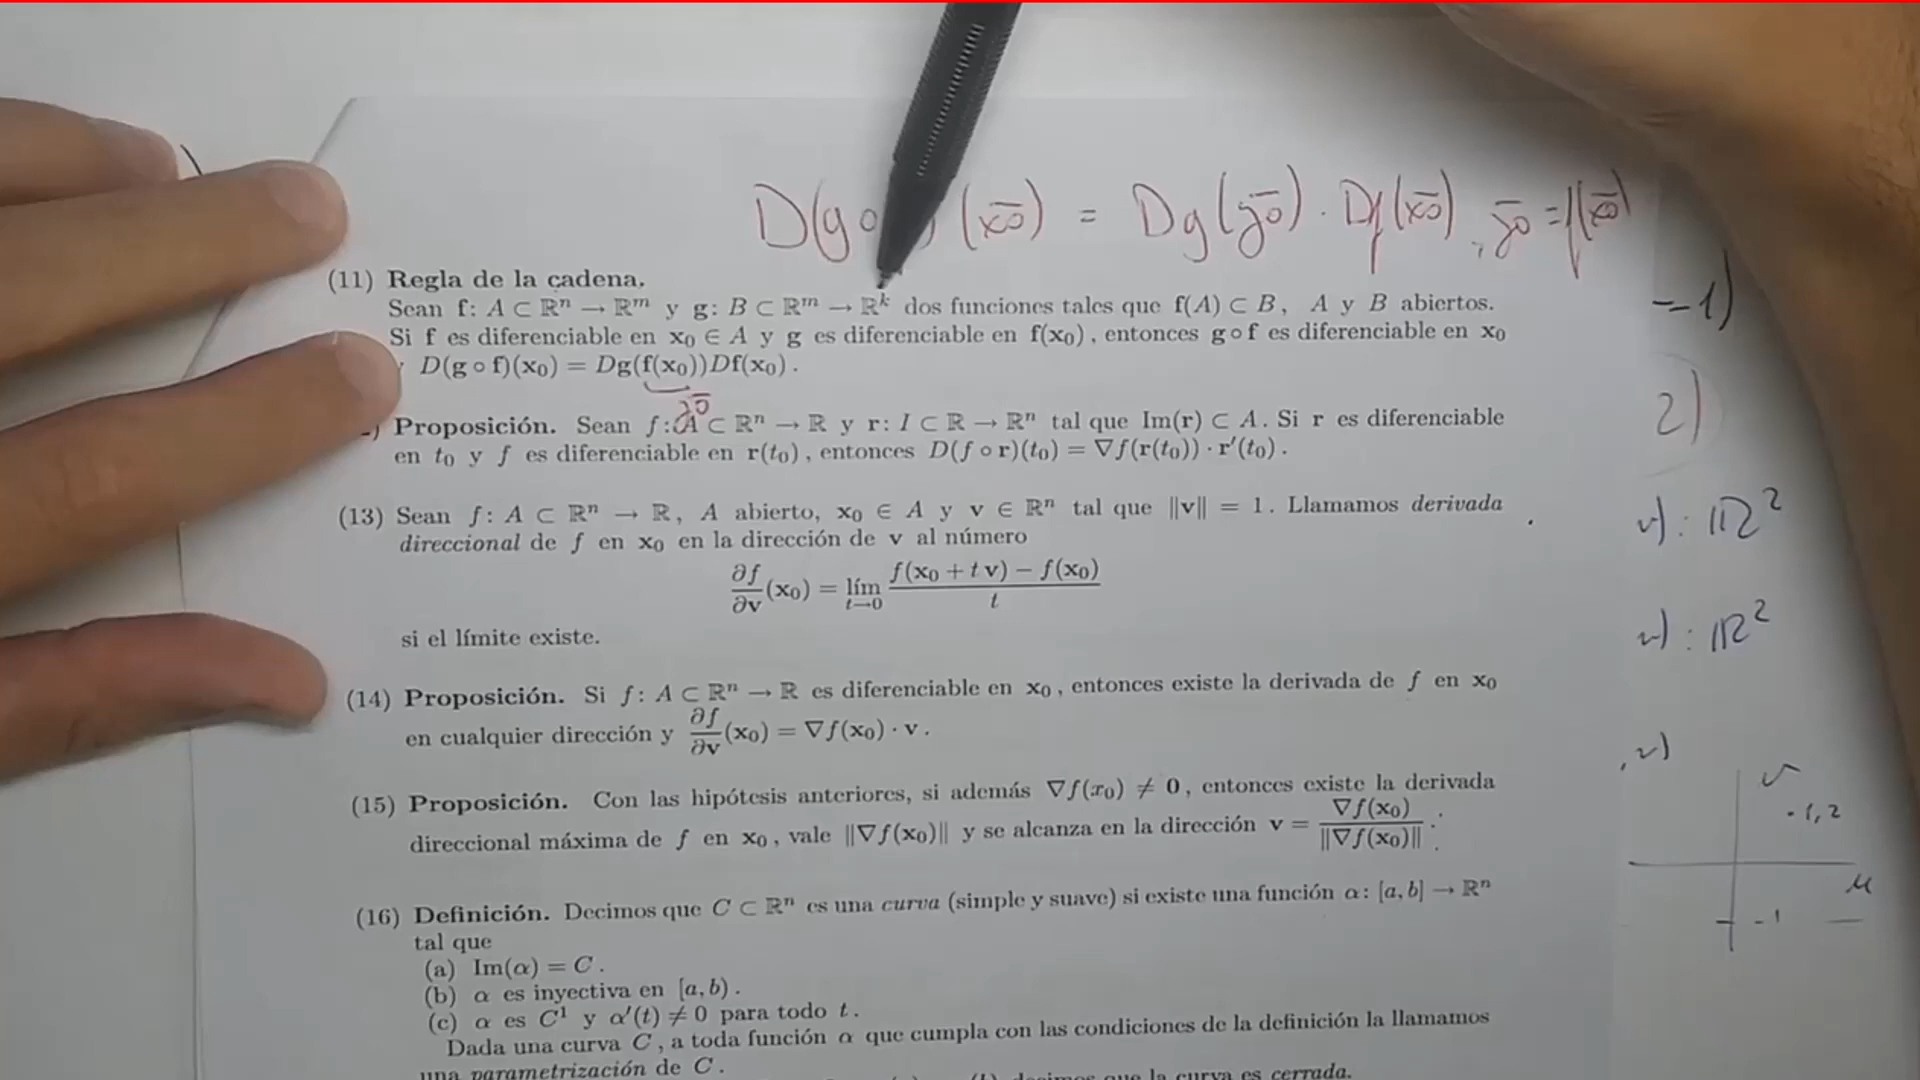 D(g o ) (x̄0) = Dg(ȳ0) . Df(x̄0) , ȳ0 = f(x̄0)
(11) Regla de la cadena.
Sean f: A ⊂ ℝⁿ → ℝᵐ y g: B ⊂ ℝᵐ → ℝᵏ dos funciones tales que f(A) ⊂ B, A y B abiertos.
Si f es diferenciable en x₀ ∈ A y g es diferenciable en f(x₀), entonces g∘f es diferenciable en x₀
D(g ∘ f)(x₀) = Dg(f(x₀))Df(x₀).
ȳ0
) Proposición. Sean f: A ⊂ ℝⁿ → ℝ y r: I ⊂ ℝ → ℝⁿ tal que Im(r) ⊂ A. Si r es diferenciable
en t₀ y f es diferenciable en r(t₀), entonces D(f ∘ r)(t₀) = ∇f(r(t₀)) · r′(t₀).
(13) Sean f: A ⊂ ℝⁿ → ℝ, A abierto, x₀ ∈ A y v ∈ ℝⁿ tal que ‖v‖ = 1. Llamamos derivada
direccional de f en x₀ en la dirección de v al número
∂f/∂v (x₀) = lím t→0 f(x₀ + t v) − f(x₀) / t
si el límite existe.
(14) Proposición. Si f: A ⊂ ℝⁿ → ℝ es diferenciable en x₀, entonces existe la derivada de f en x₀
en cualquier dirección y ∂f/∂v (x₀) = ∇f(x₀) · v.
(15) Proposición. Con las hipótesis anteriores, si además ∇f(x₀) ≠ 0, entonces existe la derivada
direccional máxima de f en x₀, vale ‖∇f(x₀)‖ y se alcanza en la dirección v = ∇f(x₀) / ‖∇f(x₀)‖.
(16) Definición. Decimos que C ⊂ ℝⁿ es una curva (simple y suave) si existe una función α: [a, b] → ℝⁿ
tal que
(a) Im(α) = C.
(b) α es inyectiva en [a, b).
(c) α es C¹ y α′(t) ≠ 0 para todo t.
Dada una curva C, a toda función α que cumpla con las condiciones de la definición la llamamos
una parametrización de C.
decimos que la curva es cerrada.
-1)
2)
v) : ℝ²
v) : ℝ²
, v)
v
- 1,2
u
- 1